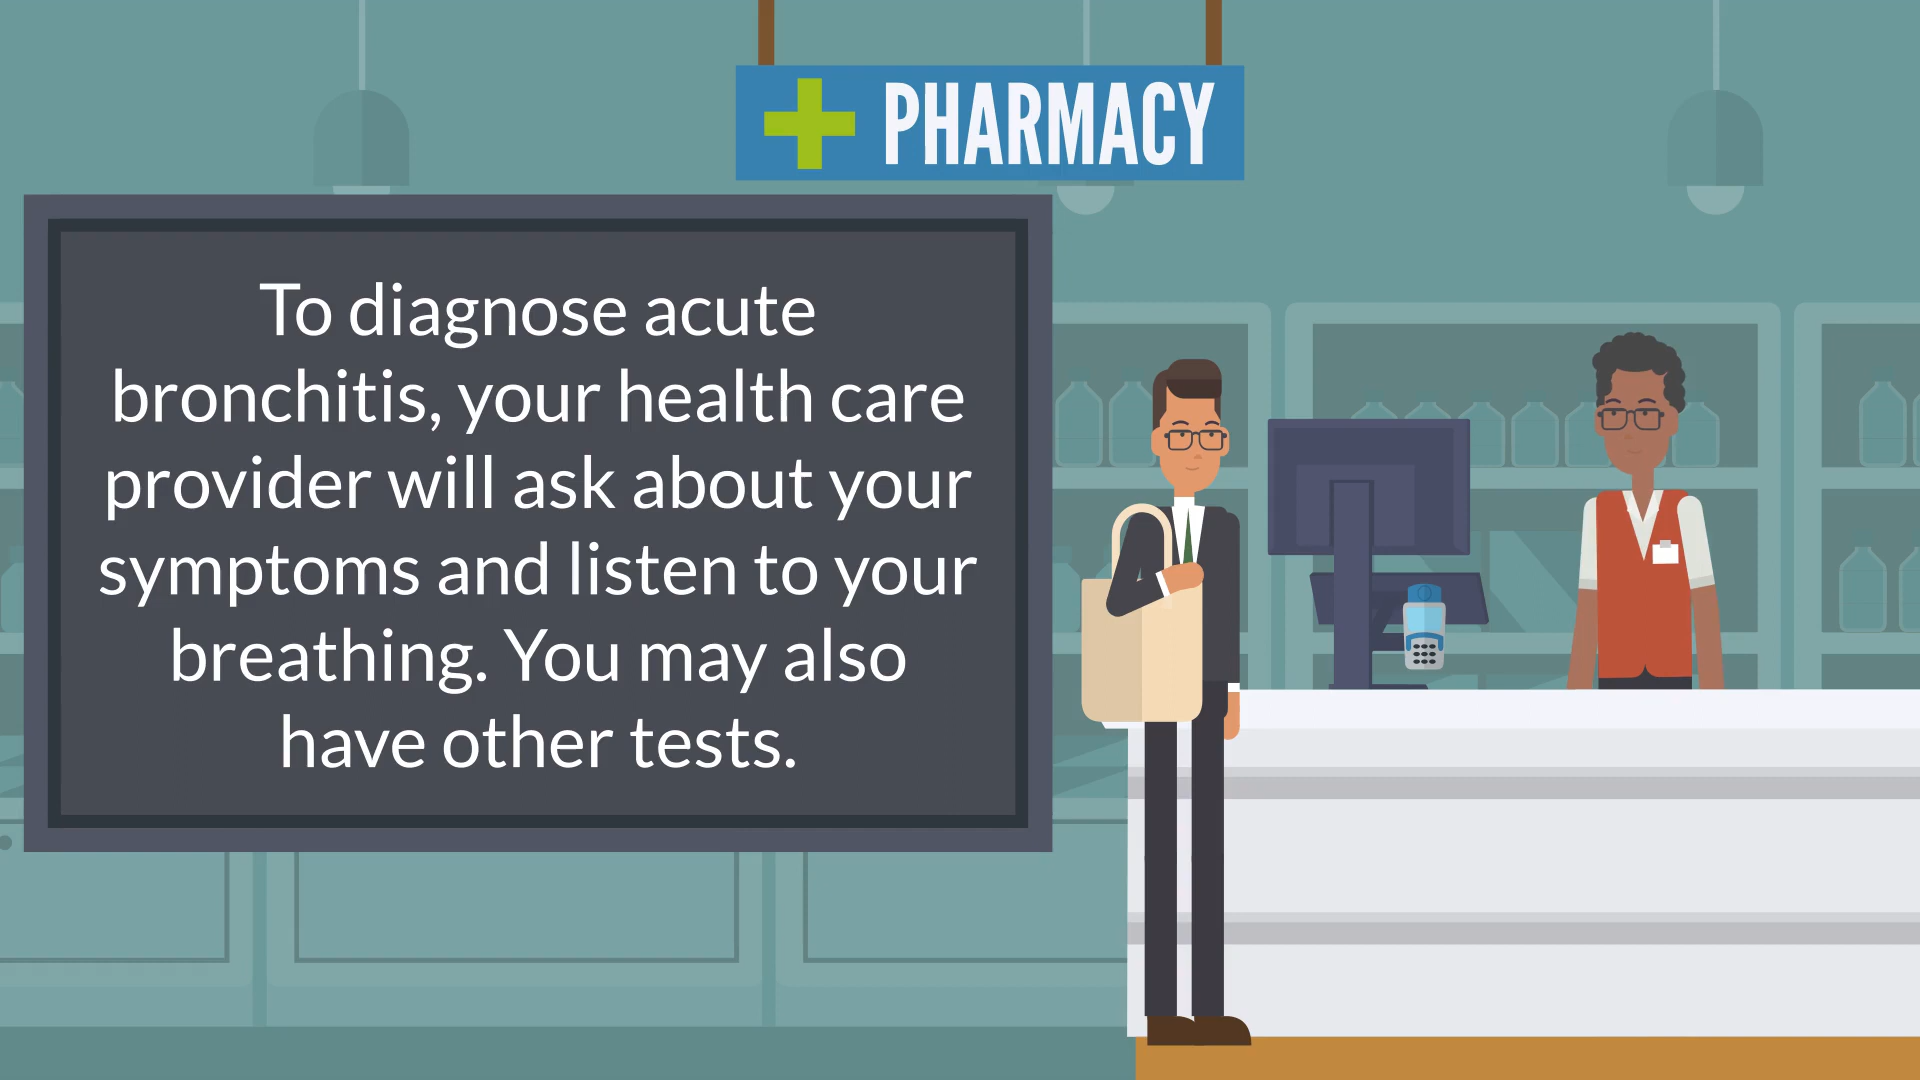 PHARMACY
To diagnose acute
bronchitis, your health care
provider will ask about your
symptoms and listen to your
breathing. You may also
have other tests.